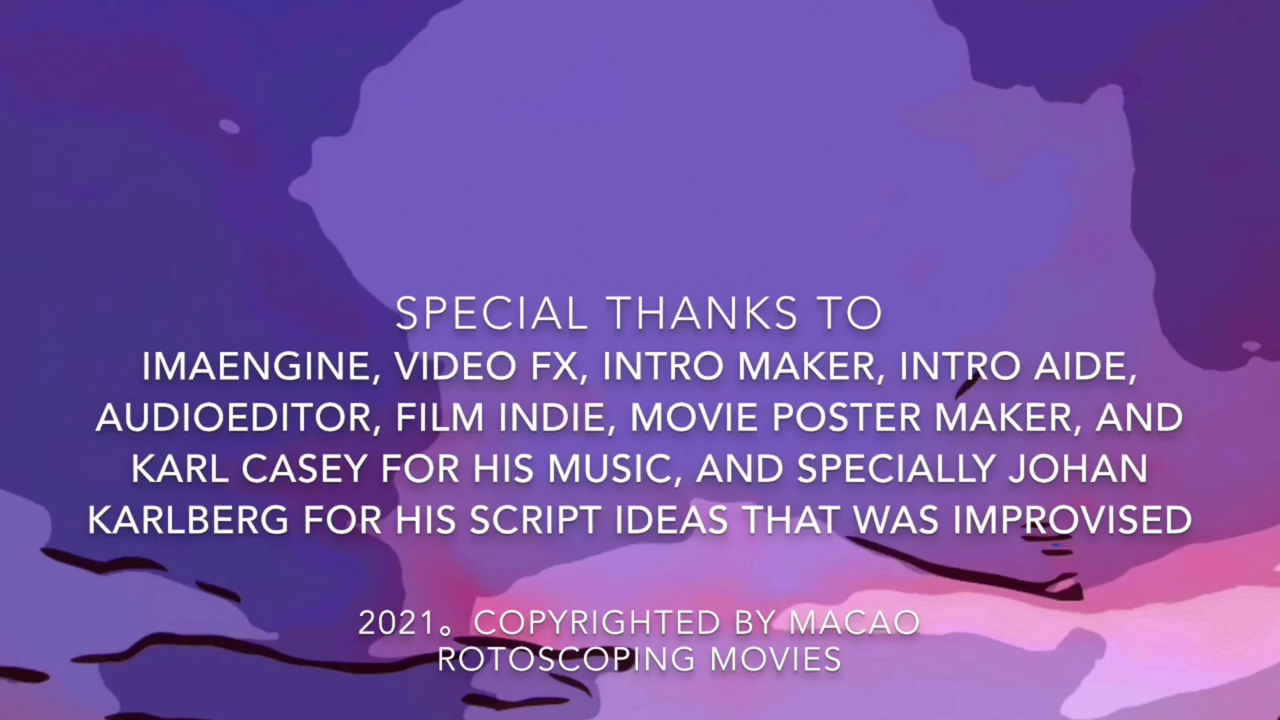 SPECIAL THANKS TO
IMAENGINE, VIDEO FX, INTRO MAKER, INTRO AIDE,
AUDIOEDITOR, FILM INDIE, MOVIE POSTER MAKER, AND
KARL CASEY FOR HIS MUSIC, AND SPECIALLY JOHAN
KARLBERG FOR HIS SCRIPT IDEAS THAT WAS IMPROVISED
2021。COPYRIGHTED BY MACAO
ROTOSCOPING MOVIES